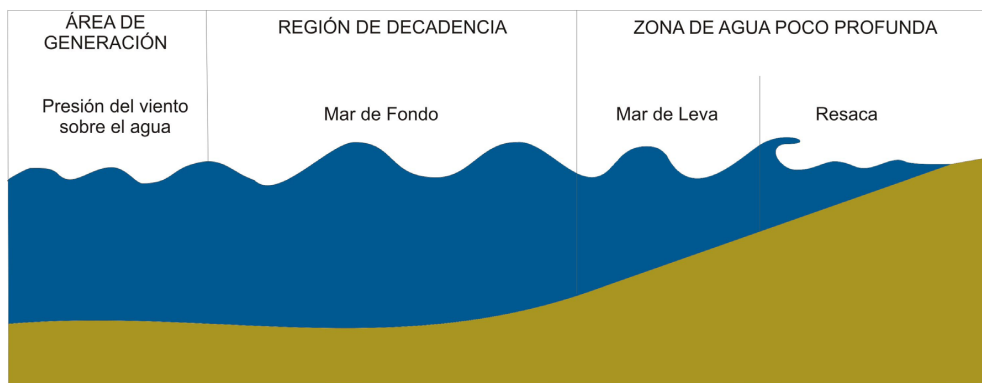 ÁREA DE
GENERACIÓN
REGIÓN DE DECADENCIA
ZONA DE AGUA POCO PROFUNDA
Presión del viento
sobre el agua
Mar de Fondo
Mar de Leva
Resaca